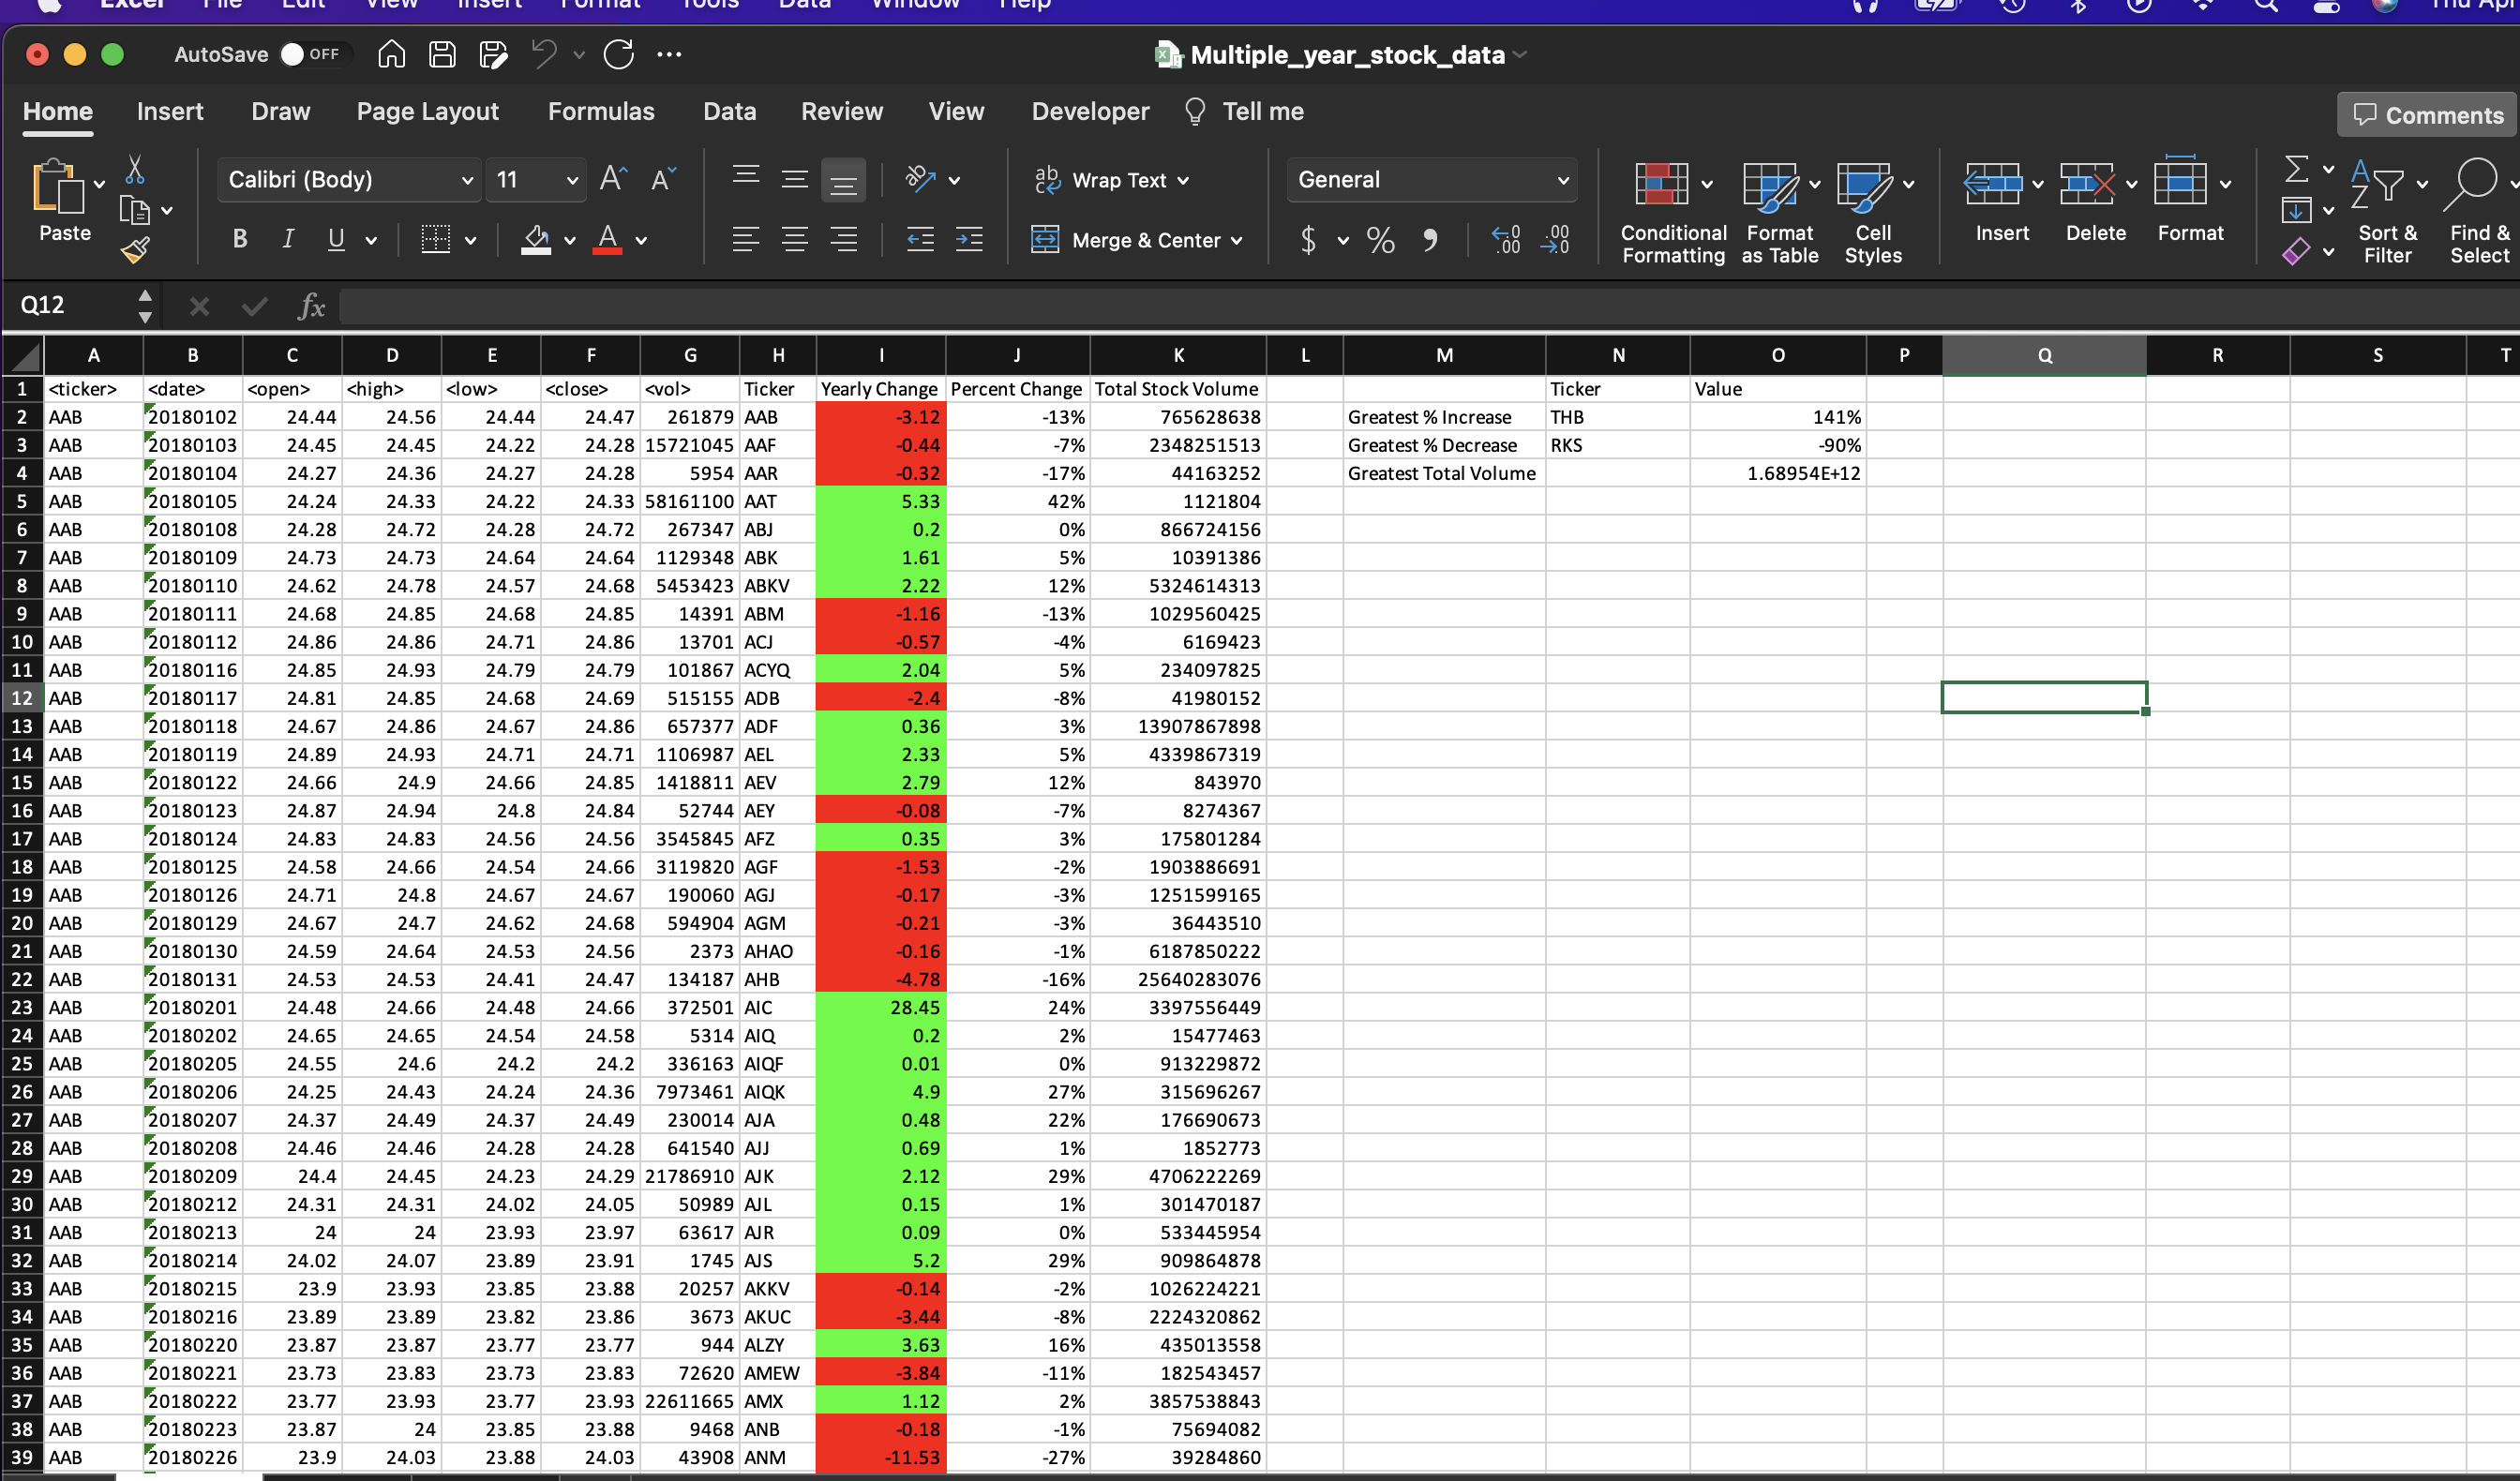 Excel File Edit View Insert Format Tools Data Window Help Thu Apr
AutoSave OFF Multiple_year_stock_data
Home Insert Draw Page Layout Formulas Data Review View Developer Tell me Comments
Paste Calibri (Body) 11 Wrap Text General
B I U Merge & Center Conditional Formatting Format as Table Cell Styles Insert Delete Format Sort & Filter Find & Select
Q12 fx
A B C D E F G H I J K L M N O P Q R S T
1 <ticker> <date> <open> <high> <low> <close> <vol> Ticker Yearly Change Percent Change Total Stock Volume Ticker Value
2 AAB 20180102 24.44 24.56 24.44 24.47 261879 AAB -3.12 -13% 765628638 Greatest % Increase THB 141%
3 AAB 20180103 24.45 24.45 24.22 24.28 15721045 AAF -0.44 -7% 2348251513 Greatest % Decrease RKS -90%
4 AAB 20180104 24.27 24.36 24.27 24.28 5954 AAR -0.32 -17% 44163252 Greatest Total Volume 1.68954E+12
5 AAB 20180105 24.24 24.33 24.22 24.33 58161100 AAT 5.33 42% 1121804
6 AAB 20180108 24.28 24.72 24.28 24.72 267347 ABJ 0.2 0% 866724156
7 AAB 20180109 24.73 24.73 24.64 24.64 1129348 ABK 1.61 5% 10391386
8 AAB 20180110 24.62 24.78 24.57 24.68 5453423 ABKV 2.22 12% 5324614313
9 AAB 20180111 24.68 24.85 24.68 24.85 14391 ABM -1.16 -13% 1029560425
10 AAB 20180112 24.86 24.86 24.71 24.86 13701 ACJ -0.57 -4% 6169423
11 AAB 20180116 24.85 24.93 24.79 24.79 101867 ACYQ 2.04 5% 234097825
12 AAB 20180117 24.81 24.85 24.68 24.69 515155 ADB -2.4 -8% 41980152
13 AAB 20180118 24.67 24.86 24.67 24.86 657377 ADF 0.36 3% 13907867898
14 AAB 20180119 24.89 24.93 24.71 24.71 1106987 AEL 2.33 5% 4339867319
15 AAB 20180122 24.66 24.9 24.66 24.85 1418811 AEV 2.79 12% 843970
16 AAB 20180123 24.87 24.94 24.8 24.84 52744 AEY -0.08 -7% 8274367
17 AAB 20180124 24.83 24.83 24.56 24.56 3545845 AFZ 0.35 3% 175801284
18 AAB 20180125 24.58 24.66 24.54 24.66 3119820 AGF -1.53 -2% 1903886691
19 AAB 20180126 24.71 24.8 24.67 24.67 190060 AGJ -0.17 -3% 1251599165
20 AAB 20180129 24.67 24.7 24.62 24.68 594904 AGM -0.21 -3% 36443510
21 AAB 20180130 24.59 24.64 24.53 24.56 2373 AHAO -0.16 -1% 6187850222
22 AAB 20180131 24.53 24.53 24.41 24.47 134187 AHB -4.78 -16% 25640283076
23 AAB 20180201 24.48 24.66 24.48 24.66 372501 AIC 28.45 24% 3397556449
24 AAB 20180202 24.65 24.65 24.54 24.58 5314 AIQ 0.2 2% 15477463
25 AAB 20180205 24.55 24.6 24.2 24.2 336163 AIQF 0.01 0% 913229872
26 AAB 20180206 24.25 24.43 24.24 24.36 7973461 AIQK 4.9 27% 315696267
27 AAB 20180207 24.37 24.49 24.37 24.49 230014 AJA 0.48 22% 176690673
28 AAB 20180208 24.46 24.46 24.28 24.28 641540 AJJ 0.69 1% 1852773
29 AAB 20180209 24.4 24.45 24.23 24.29 21786910 AJK 2.12 29% 4706222269
30 AAB 20180212 24.31 24.31 24.02 24.05 50989 AJL 0.15 1% 301470187
31 AAB 20180213 24 24 23.93 23.97 63617 AJR 0.09 0% 533445954
32 AAB 20180214 24.02 24.07 23.89 23.91 1745 AJS 5.2 29% 909864878
33 AAB 20180215 23.9 23.93 23.85 23.88 20257 AKKV -0.14 -2% 1026224221
34 AAB 20180216 23.89 23.89 23.82 23.86 3673 AKUC -3.44 -8% 2224320862
35 AAB 20180220 23.87 23.87 23.77 23.77 944 ALZY 3.63 16% 435013558
36 AAB 20180221 23.73 23.83 23.73 23.83 72620 AMEW -3.84 -11% 182543457
37 AAB 20180222 23.77 23.93 23.77 23.93 22611665 AMX 1.12 2% 3857538843
38 AAB 20180223 23.87 24 23.85 23.88 9468 ANB -0.18 -1% 75694082
39 AAB 20180226 23.9 24.03 23.88 24.03 43908 ANM -11.53 -27% 39284860